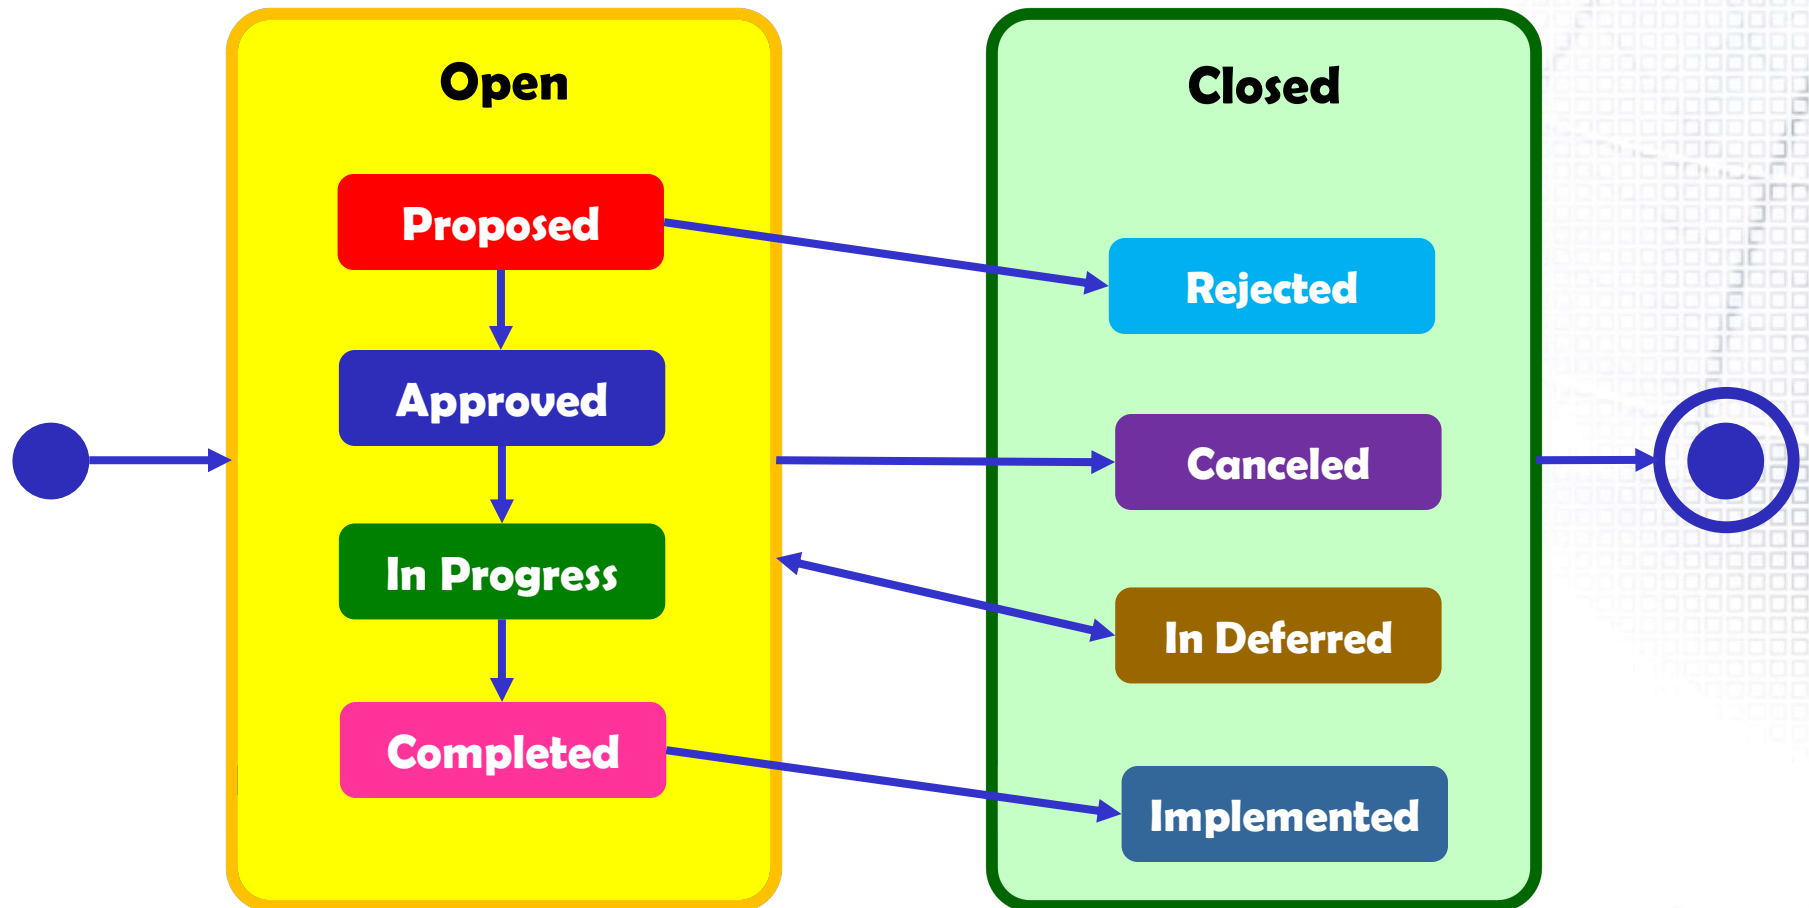 Open
Proposed
Approved
In Progress
Completed
Closed
Rejected
Canceled
In Deferred
Implemented